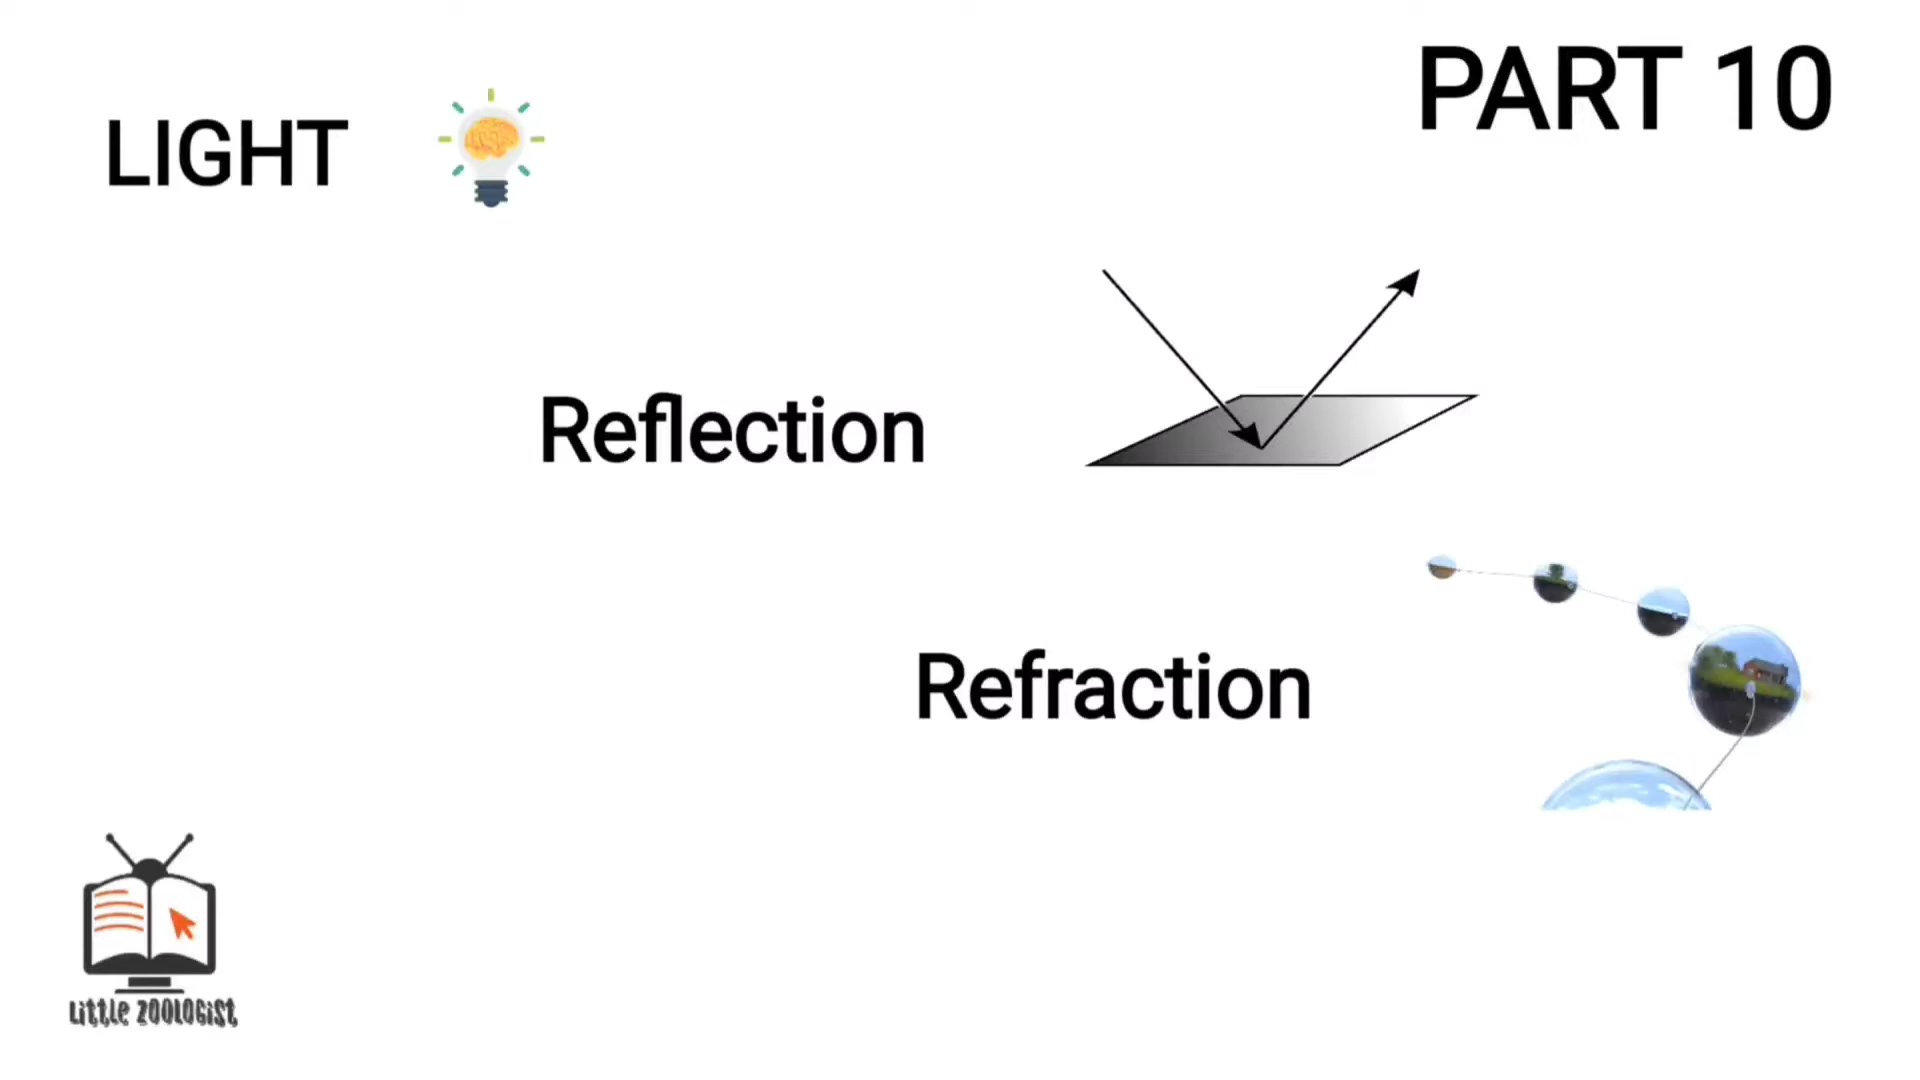 PART 10
LIGHT
Reflection
Refraction
LittLe ZOOLOGiSt